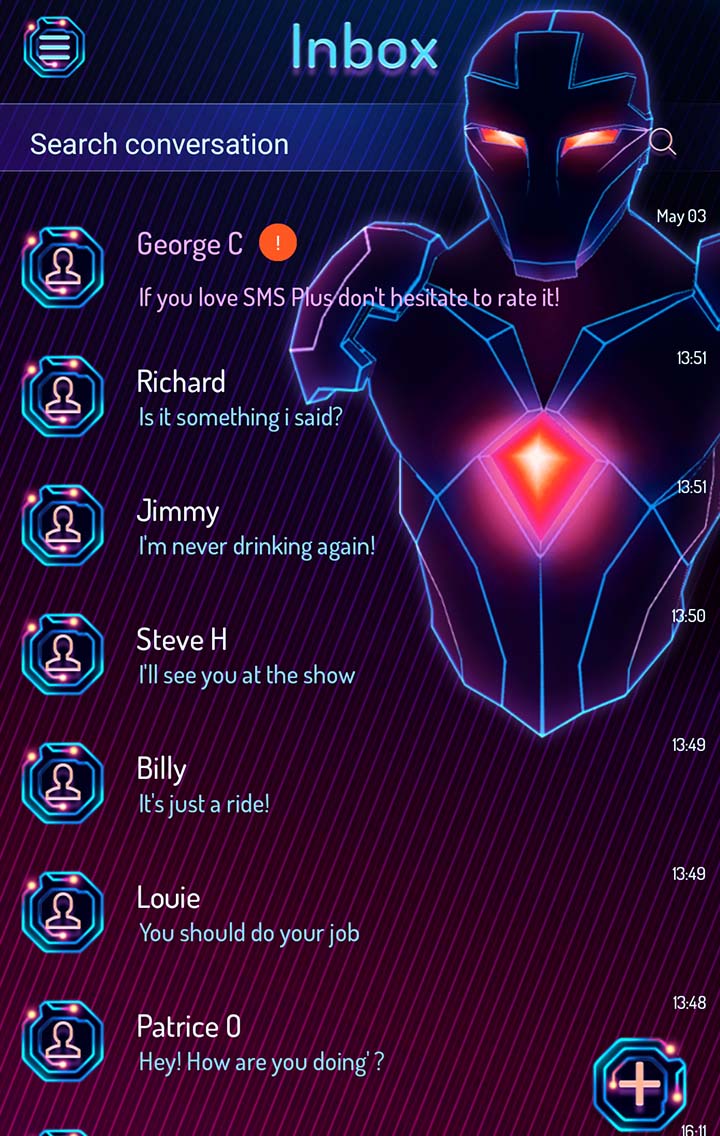 Inbox
Search conversation
May 03
George C !
If you love SMS Plus don't hesitate to rate it!
13:51
Richard
Is it something i said?
13:51
Jimmy
I'm never drinking again!
13:50
Steve H
I'll see you at the show
13:49
Billy
It's just a ride!
13:49
Louie
You should do your job
13:48
Patrice O
Hey! How are you doing' ?
16:11